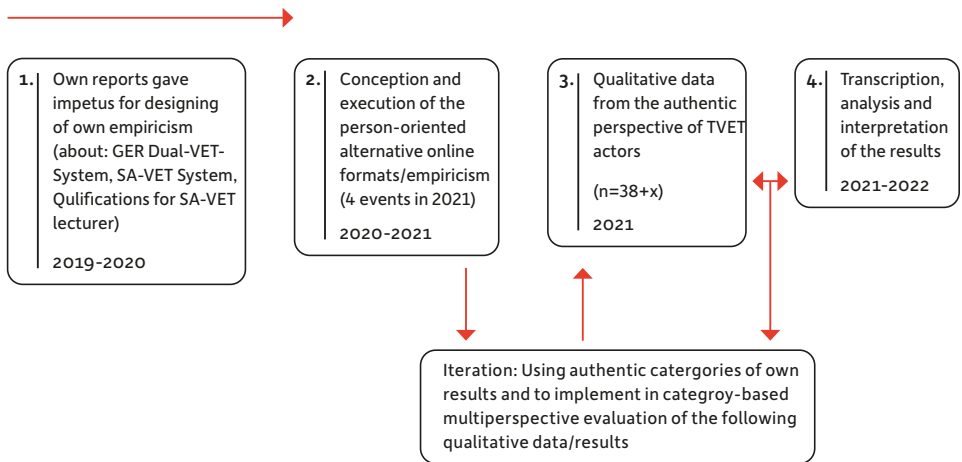 1. Own reports gave
impetus for designing
of own empiricism
(about: GER Dual-VET-
System, SA-VET System,
Qulifications for SA-VET
lecturer)
2019-2020
2. Conception and
execution of the
person-oriented
alternative online
formats/empiricism
(4 events in 2021)
2020-2021
3. Qualitative data
from the authentic
perspective of TVET
actors
(n=38+x)
2021
4. Transcription,
analysis and
interpretation
of the results
2021-2022
Iteration: Using authentic catergories of own
results and to implement in categroy-based
multiperspective evaluation of the following
qualitative data/results